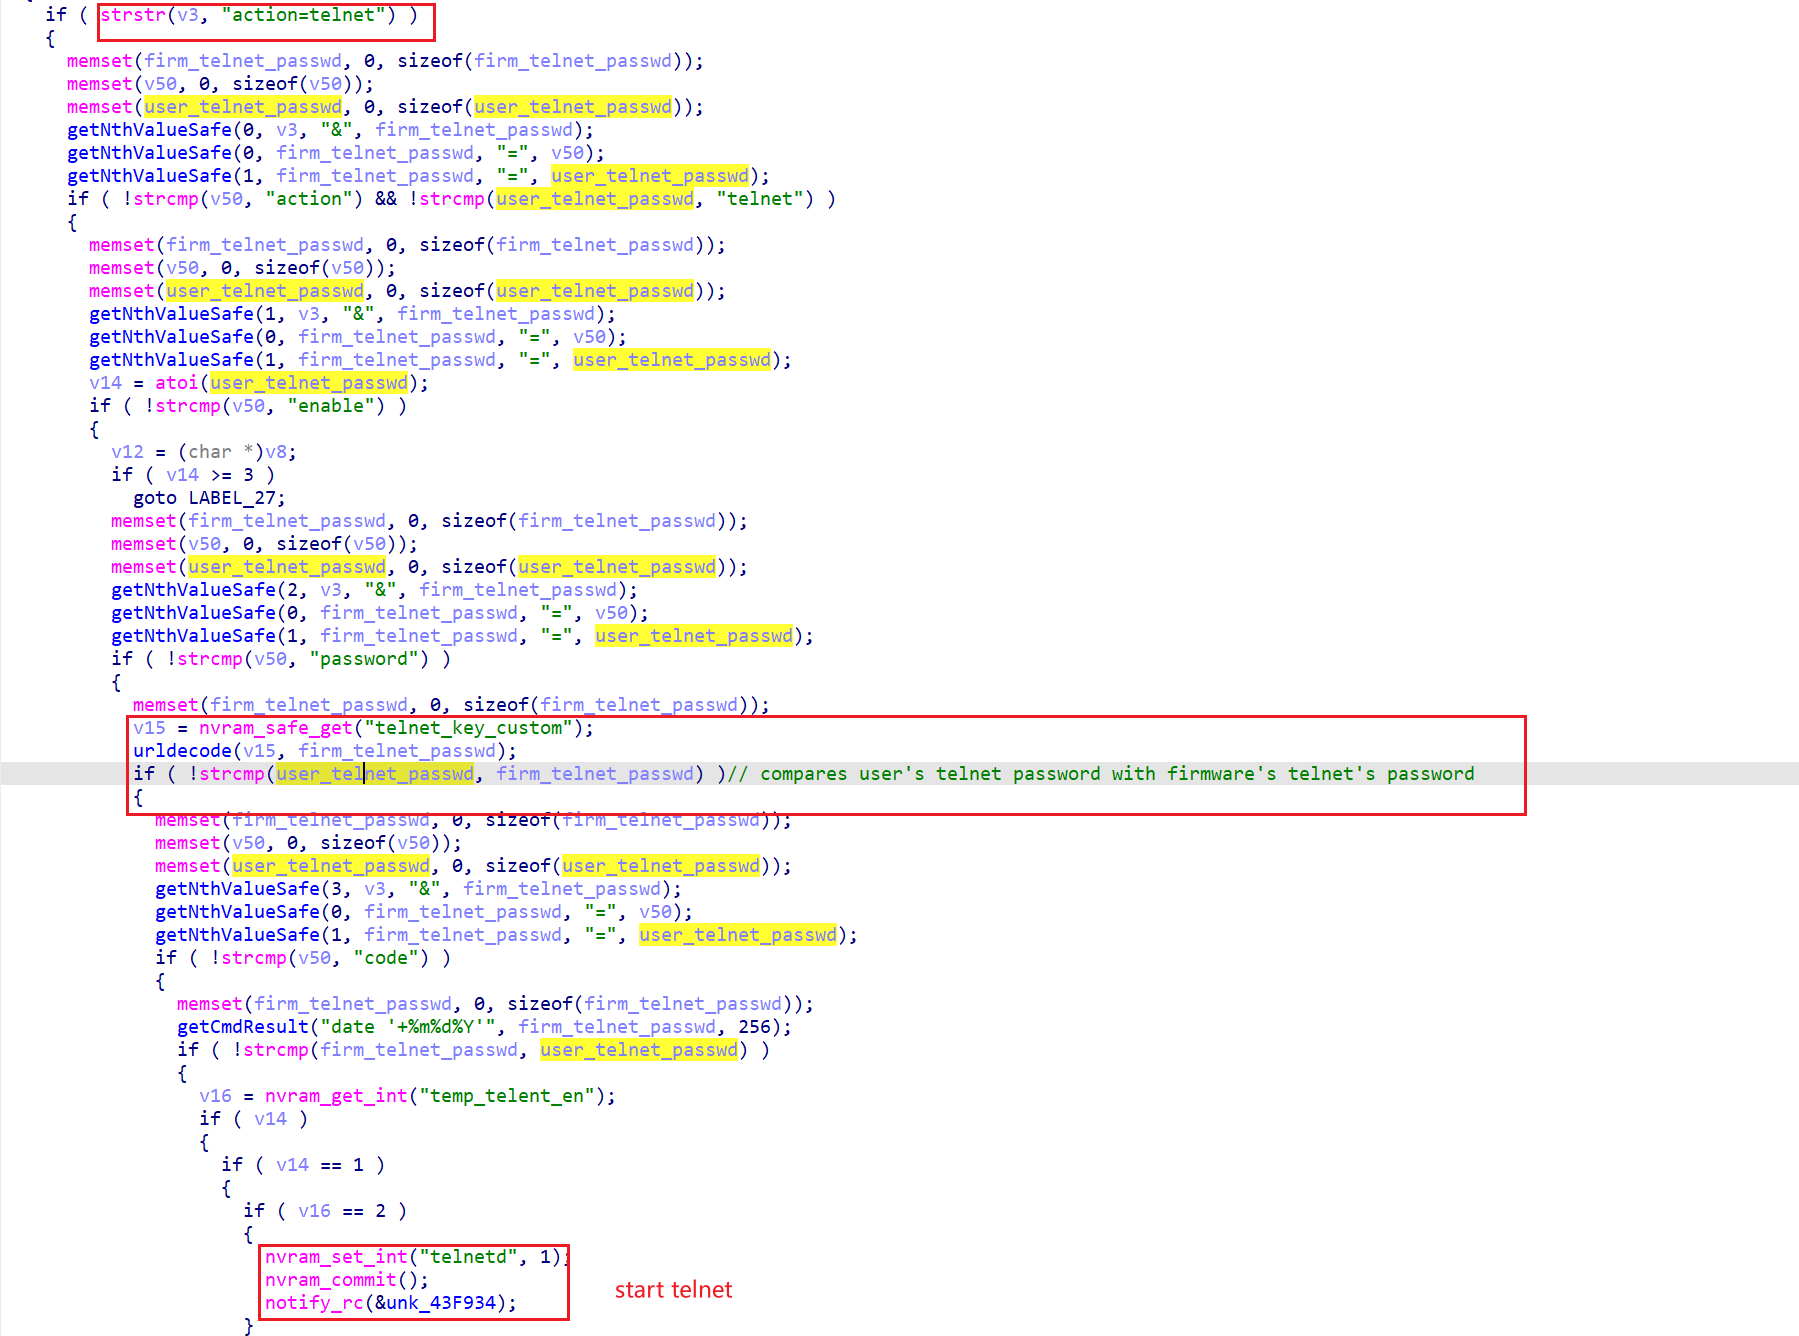 if ( strstr(v3, "action=telnet") )
{
memset(firm_telnet_passwd, 0, sizeof(firm_telnet_passwd));
memset(v50, 0, sizeof(v50));
memset(user_telnet_passwd, 0, sizeof(user_telnet_passwd));
getNthValueSafe(0, v3, "&", firm_telnet_passwd);
getNthValueSafe(0, firm_telnet_passwd, "=", v50);
getNthValueSafe(1, firm_telnet_passwd, "=", user_telnet_passwd);
if ( !strcmp(v50, "action") && !strcmp(user_telnet_passwd, "telnet") )
{
memset(firm_telnet_passwd, 0, sizeof(firm_telnet_passwd));
memset(v50, 0, sizeof(v50));
memset(user_telnet_passwd, 0, sizeof(user_telnet_passwd));
getNthValueSafe(1, v3, "&", firm_telnet_passwd);
getNthValueSafe(0, firm_telnet_passwd, "=", v50);
getNthValueSafe(1, firm_telnet_passwd, "=", user_telnet_passwd);
v14 = atoi(user_telnet_passwd);
if ( !strcmp(v50, "enable") )
{
v12 = (char *)v8;
if ( v14 >= 3 )
goto LABEL_27;
memset(firm_telnet_passwd, 0, sizeof(firm_telnet_passwd));
memset(v50, 0, sizeof(v50));
memset(user_telnet_passwd, 0, sizeof(user_telnet_passwd));
getNthValueSafe(2, v3, "&", firm_telnet_passwd);
getNthValueSafe(0, firm_telnet_passwd, "=", v50);
getNthValueSafe(1, firm_telnet_passwd, "=", user_telnet_passwd);
if ( !strcmp(v50, "password") )
{
memset(firm_telnet_passwd, 0, sizeof(firm_telnet_passwd));
v15 = nvram_safe_get("telnet_key_custom");
urldecode(v15, firm_telnet_passwd);
if ( !strcmp(user_telnet_passwd, firm_telnet_passwd) )// compares user's telnet password with firmware's telnet's password
{
memset(firm_telnet_passwd, 0, sizeof(firm_telnet_passwd));
memset(v50, 0, sizeof(v50));
memset(user_telnet_passwd, 0, sizeof(user_telnet_passwd));
getNthValueSafe(3, v3, "&", firm_telnet_passwd);
getNthValueSafe(0, firm_telnet_passwd, "=", v50);
getNthValueSafe(1, firm_telnet_passwd, "=", user_telnet_passwd);
if ( !strcmp(v50, "code") )
{
memset(firm_telnet_passwd, 0, sizeof(firm_telnet_passwd));
getCmdResult("date '+%m%d%Y'", firm_telnet_passwd, 256);
if ( !strcmp(firm_telnet_passwd, user_telnet_passwd) )
{
v16 = nvram_get_int("temp_telent_en");
if ( v14 )
{
if ( v14 == 1 )
{
if ( v16 == 2 )
{
nvram_set_int("telnetd", 1);
nvram_commit();
start telnet
notify_rc(&unk_43F934);
}